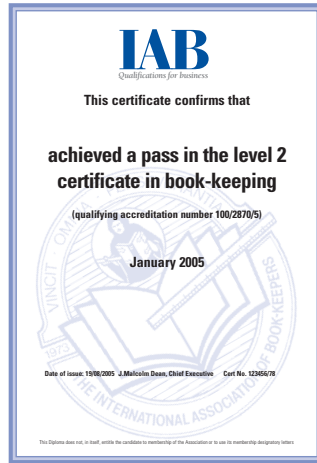 IAB
Qualifications for business
This certificate confirms that
achieved a pass in the level 2
certificate in book-keeping
(qualifying accreditation number 100/2870/5)
January 2005
VINCIT · OMNIA
1973
THE INTERNATIONAL ASSOCIATION OF BOOK-KEEPERS
Date of issue: 19/08/2005 J.Malcolm Dean, Chief Executive Cert No. 123456/78
This Diploma does not, in itself, entitle the candidate to membership of the Association or to use its membership designatory letters